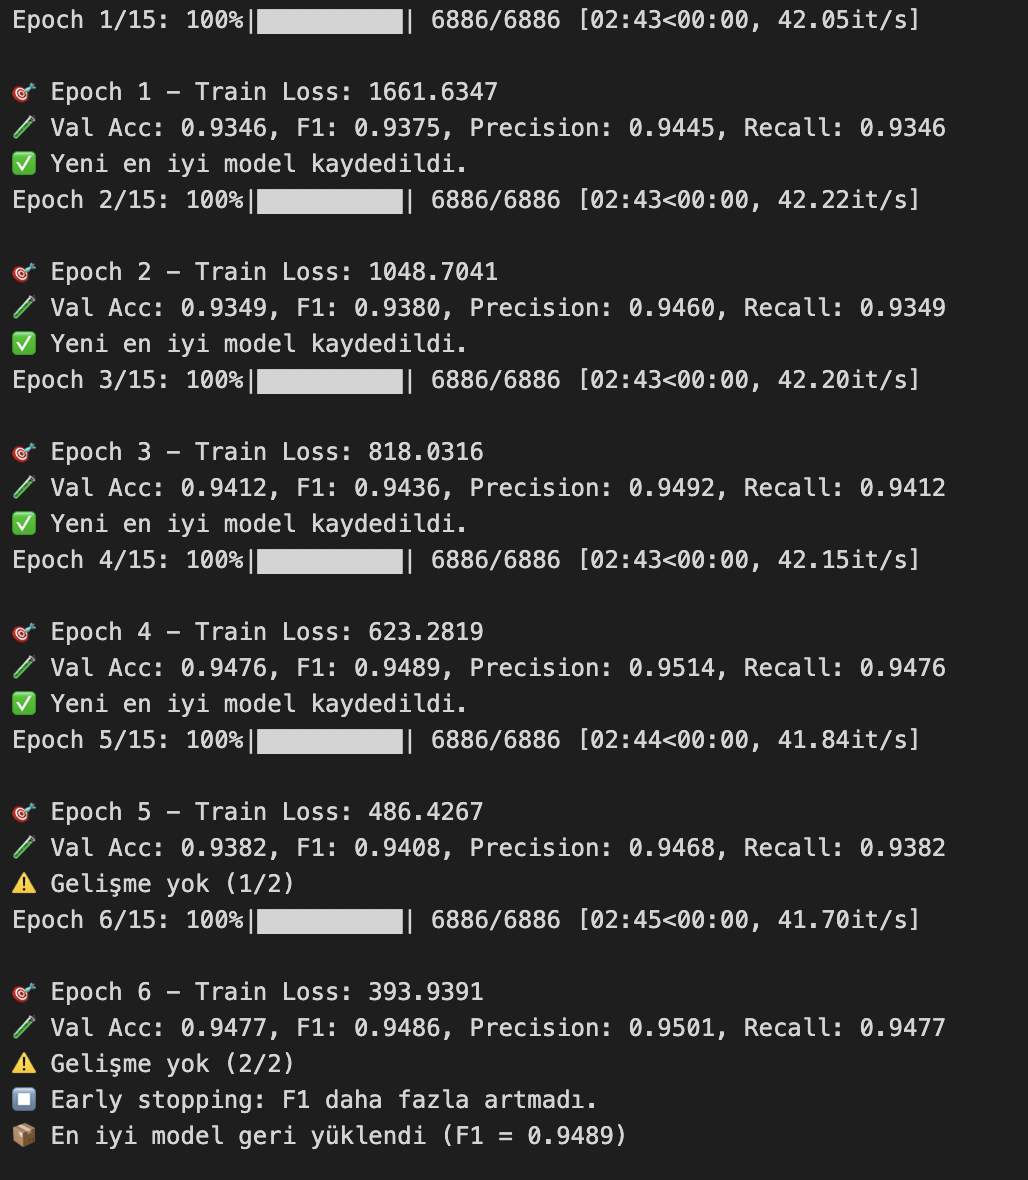 Epoch 1/15: 100%|██████████| 6886/6886 [02:43<00:00, 42.05it/s]
🎯 Epoch 1 – Train Loss: 1661.6347
🧪 Val Acc: 0.9346, F1: 0.9375, Precision: 0.9445, Recall: 0.9346
✅ Yeni en iyi model kaydedildi.
Epoch 2/15: 100%|██████████| 6886/6886 [02:43<00:00, 42.22it/s]
🎯 Epoch 2 – Train Loss: 1048.7041
🧪 Val Acc: 0.9349, F1: 0.9380, Precision: 0.9460, Recall: 0.9349
✅ Yeni en iyi model kaydedildi.
Epoch 3/15: 100%|██████████| 6886/6886 [02:43<00:00, 42.20it/s]
🎯 Epoch 3 – Train Loss: 818.0316
🧪 Val Acc: 0.9412, F1: 0.9436, Precision: 0.9492, Recall: 0.9412
✅ Yeni en iyi model kaydedildi.
Epoch 4/15: 100%|██████████| 6886/6886 [02:43<00:00, 42.15it/s]
🎯 Epoch 4 – Train Loss: 623.2819
🧪 Val Acc: 0.9476, F1: 0.9489, Precision: 0.9514, Recall: 0.9476
✅ Yeni en iyi model kaydedildi.
Epoch 5/15: 100%|██████████| 6886/6886 [02:44<00:00, 41.84it/s]
🎯 Epoch 5 – Train Loss: 486.4267
🧪 Val Acc: 0.9382, F1: 0.9408, Precision: 0.9468, Recall: 0.9382
⚠️ Gelişme yok (1/2)
Epoch 6/15: 100%|██████████| 6886/6886 [02:45<00:00, 41.70it/s]
🎯 Epoch 6 – Train Loss: 393.9391
🧪 Val Acc: 0.9477, F1: 0.9486, Precision: 0.9501, Recall: 0.9477
⚠️ Gelişme yok (2/2)
⏹️ Early stopping: F1 daha fazla artmadı.
📦 En iyi model geri yüklendi (F1 = 0.9489)